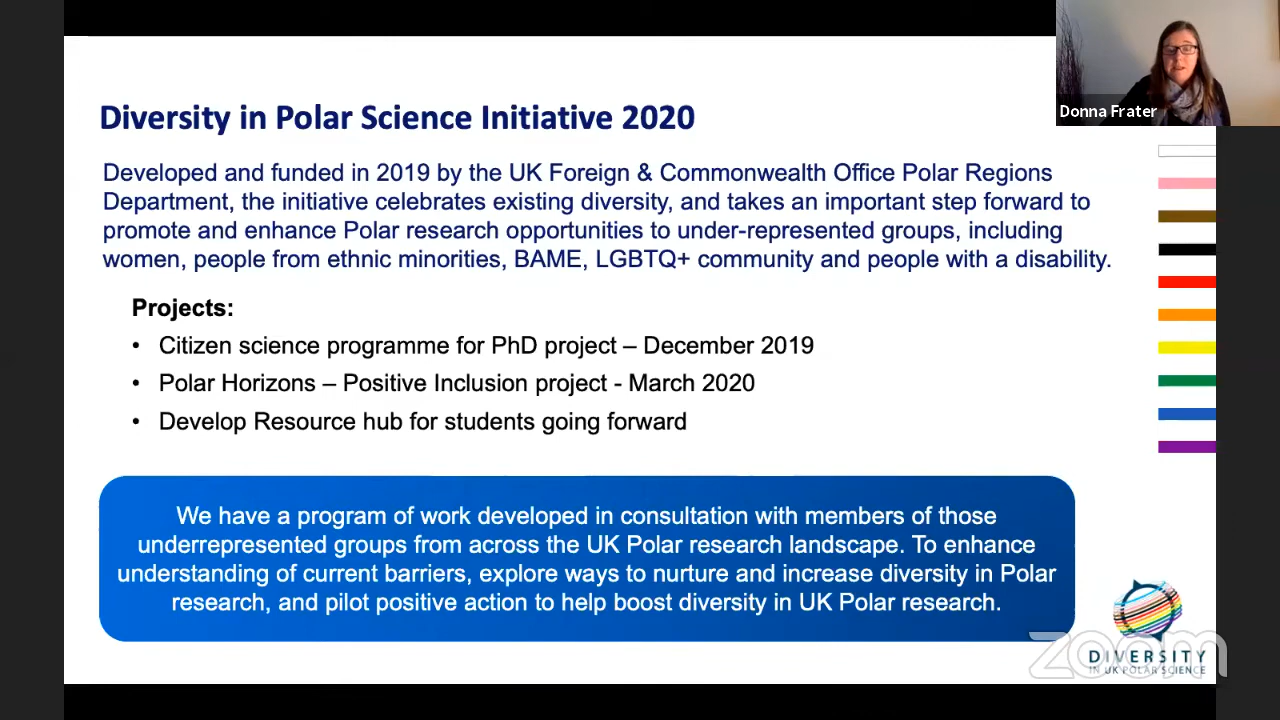 Donna Frater
Diversity in Polar Science Initiative 2020
Developed and funded in 2019 by the UK Foreign & Commonwealth Office Polar Regions
Department, the initiative celebrates existing diversity, and takes an important step forward to
promote and enhance Polar research opportunities to under-represented groups, including
women, people from ethnic minorities, BAME, LGBTQ+ community and people with a disability.
Projects:
• Citizen science programme for PhD project – December 2019
• Polar Horizons – Positive Inclusion project - March 2020
• Develop Resource hub for students going forward
We have a program of work developed in consultation with members of those
underrepresented groups from across the UK Polar research landscape. To enhance
understanding of current barriers, explore ways to nurture and increase diversity in Polar
research, and pilot positive action to help boost diversity in UK Polar research.
zoom
DIVERSITY
IN UK POLAR SCIENCE